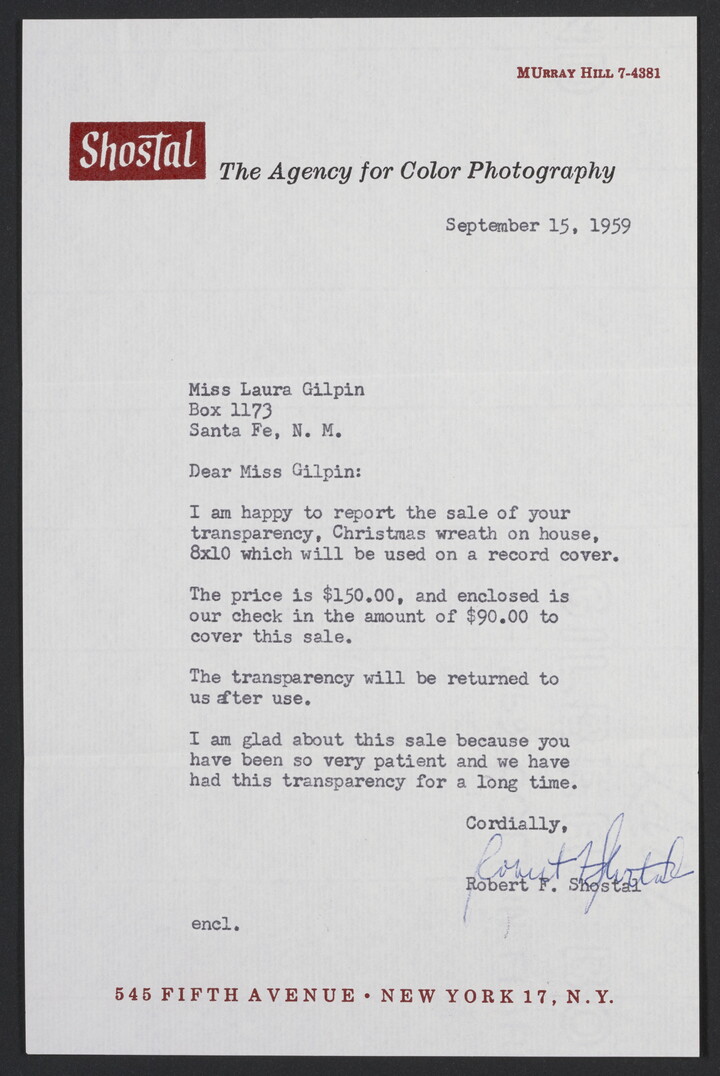 MURRAY HILL 7-4381
Shostal
The Agency for Color Photography
September 15, 1959
Miss Laura Gilpin
Box 1173
Santa Fe, N. M.
Dear Miss Gilpin:
I am happy to report the sale of your
transparency, Christmas wreath on house,
8x10 which will be used on a record cover.
The price is $150.00, and enclosed is
our check in the amount of $90.00 to
cover this sale.
The transparency will be returned to
us after use.
I am glad about this sale because you
have been so very patient and we have
had this transparency for a long time.
Cordially,
Robert F Shostal
Robert F. Shostal
encl.
545 FIFTH AVENUE • NEW YORK 17, N.Y.